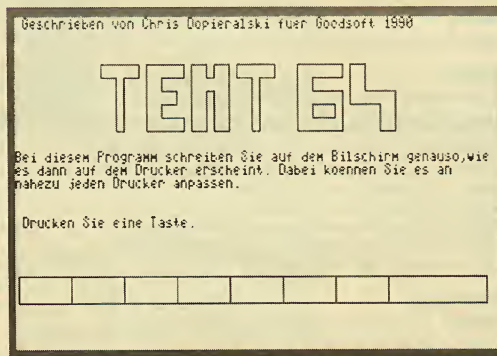 Geschrieben von Chris Dopieralski fuer Goodsoft 1990
TEXT 64
Bei diesem Programm schreiben Sie auf dem Bilschirm genauso,wie
es dann auf dem Drucker erscheint. Dabei koennen Sie es an
nahezu jeden Drucker anpassen.
Drucken Sie eine Taste.